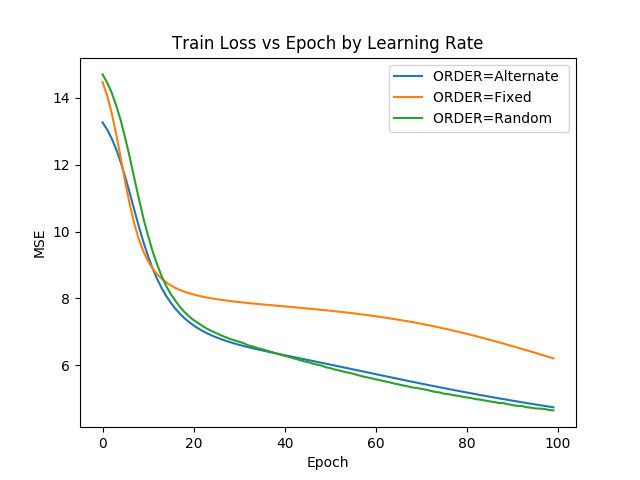 Train Loss vs Epoch by Learning Rate
ORDER=Alternate
ORDER=Fixed
ORDER=Random
14
12
10
8
6
MSE
0 20 40 60 80 100
Epoch